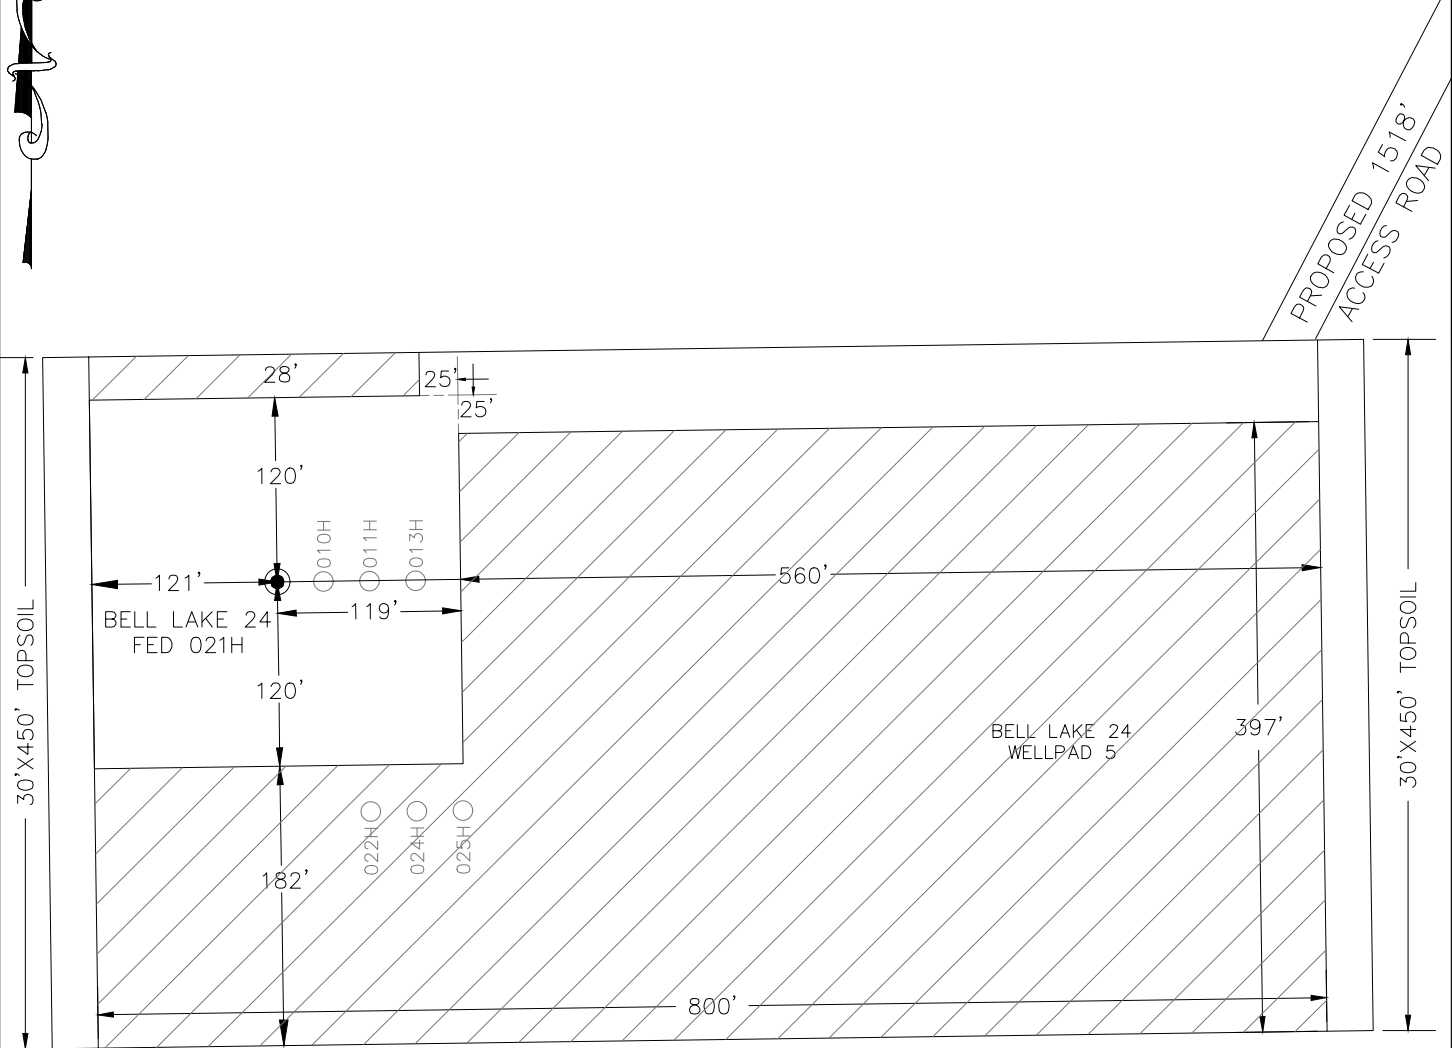 PROPOSED 1518'
ACCESS ROAD
28'
25'
25'
120'
010H
011H
013H
121'
560'
119'
BELL LAKE 24
FED 021H
120'
30'X450' TOPSOIL
30'X450' TOPSOIL
BELL LAKE 24
WELLPAD 5
397'
022H
024H
025H
182'
800'